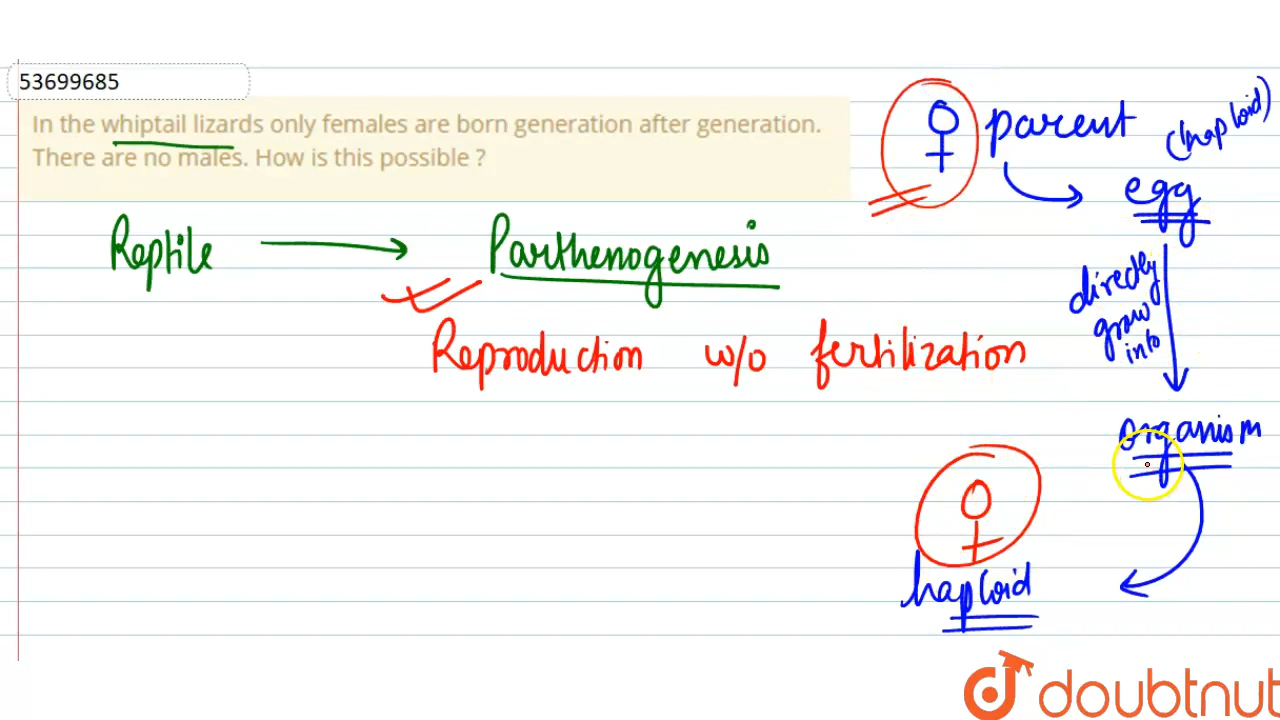 53699685
In the whiptail lizards only females are born generation after generation.
There are no males. How is this possible ?
♀ parent
(haploid)
egg
Reptile → Parthenogenesis
directly
grow
into
Reproduction w/o fertilization
organism
♀
haploid
doubtnut